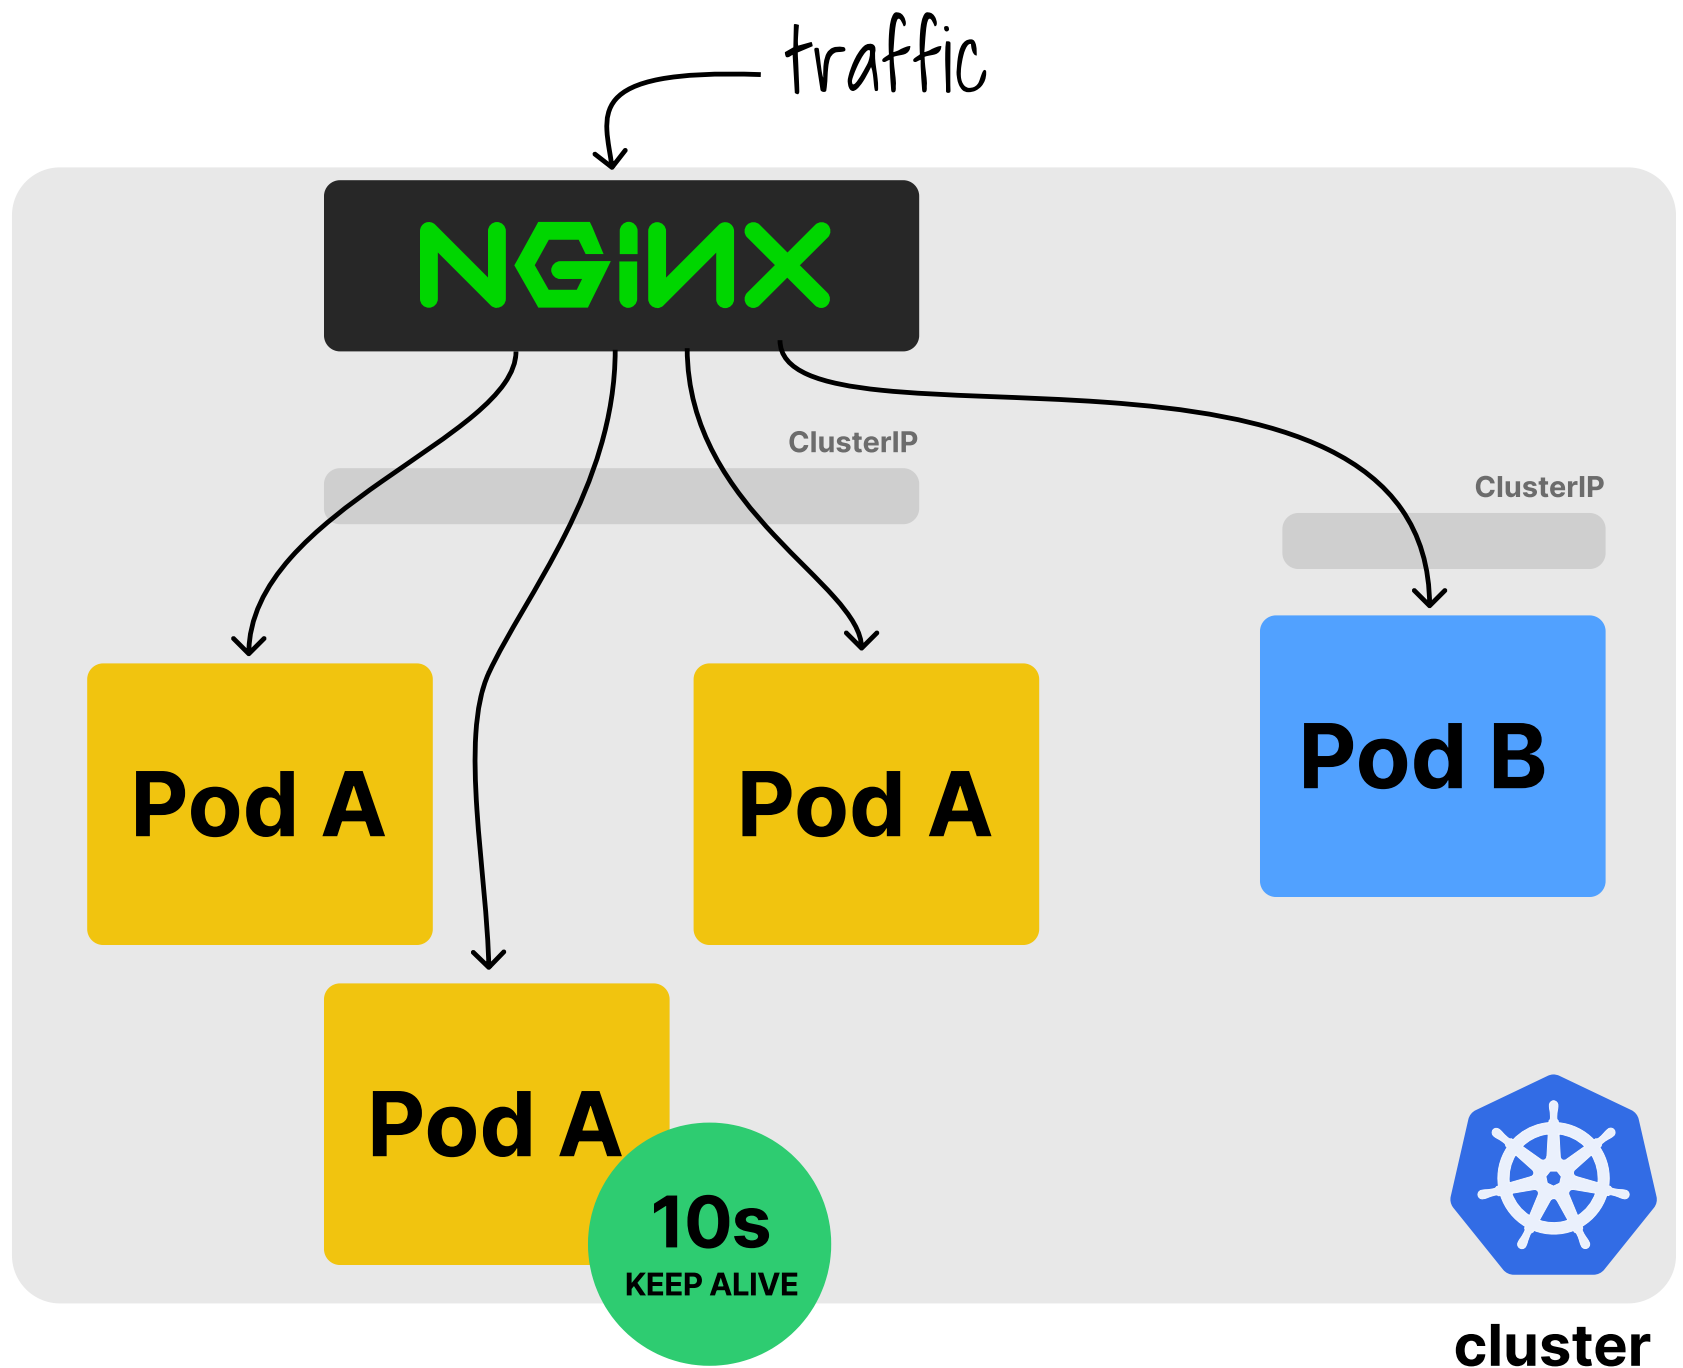 traffic
NGiNX
ClusterIP
ClusterIP
Pod A
Pod A
Pod B
Pod A
10s
KEEP ALIVE
cluster